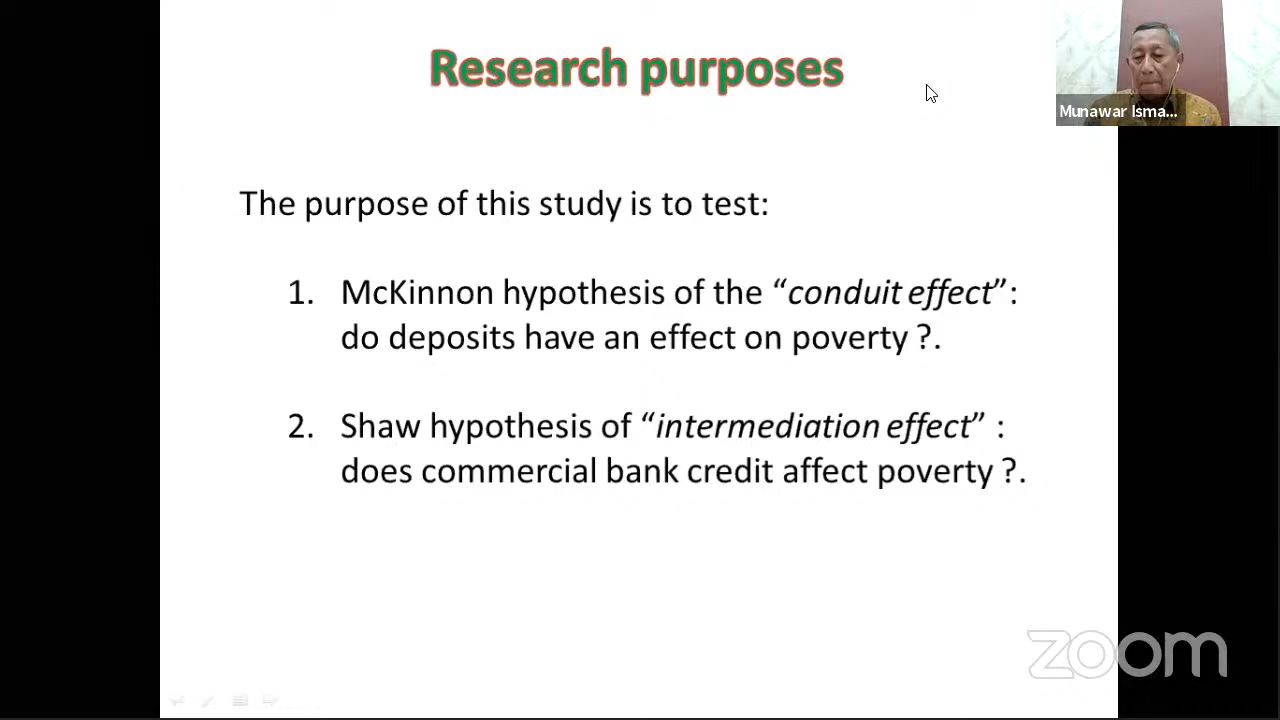 Research purposes
Munawar Isma...
The purpose of this study is to test:
1. McKinnon hypothesis of the “conduit effect”:
do deposits have an effect on poverty ?.
2. Shaw hypothesis of “intermediation effect” :
does commercial bank credit affect poverty ?.
zoom